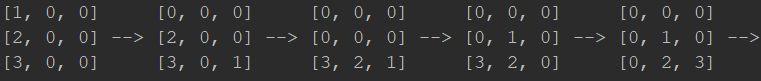 [1, 0, 0]     [0, 0, 0]     [0, 0, 0]     [0, 0, 0]     [0, 0, 0]
[2, 0, 0] --> [2, 0, 0] --> [0, 0, 0] --> [0, 1, 0] --> [0, 1, 0] -->
[3, 0, 0]     [3, 0, 1]     [3, 2, 1]     [3, 2, 0]     [0, 2, 3]